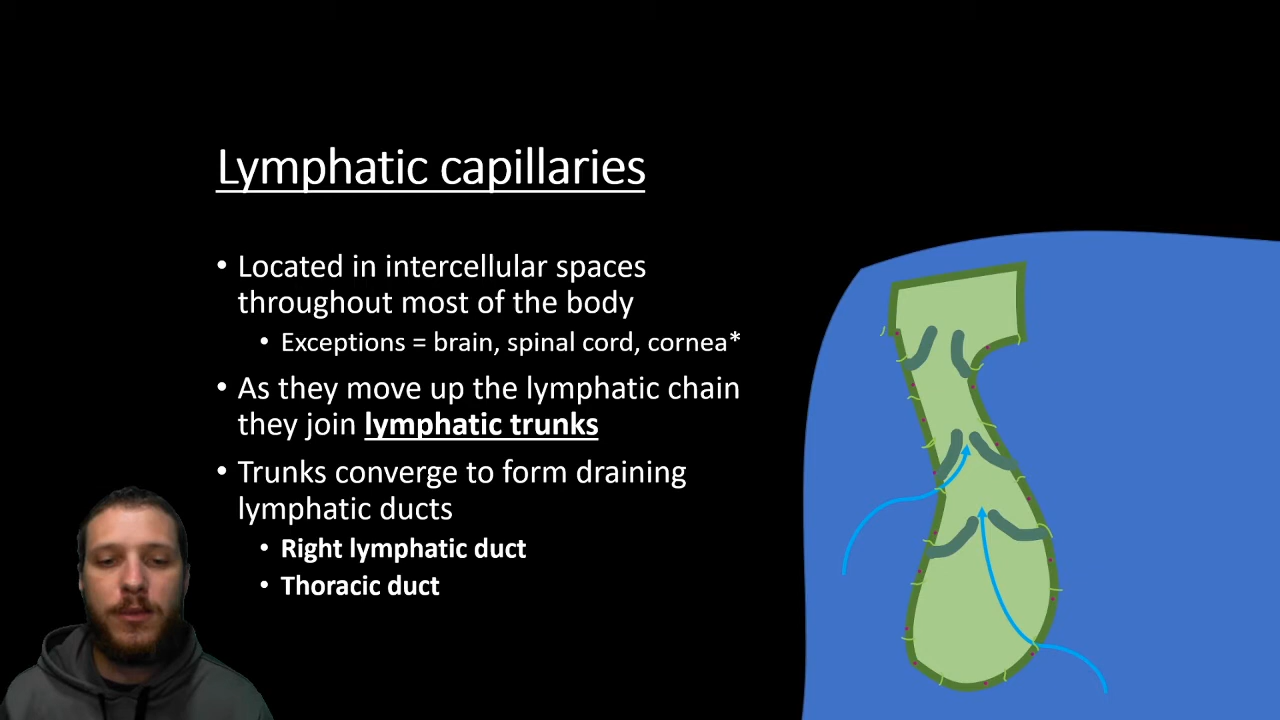 Lymphatic capillaries
• Located in intercellular spaces
throughout most of the body
• Exceptions = brain, spinal cord, cornea*
• As they move up the lymphatic chain
they join lymphatic trunks
• Trunks converge to form draining
lymphatic ducts
• Right lymphatic duct
• Thoracic duct